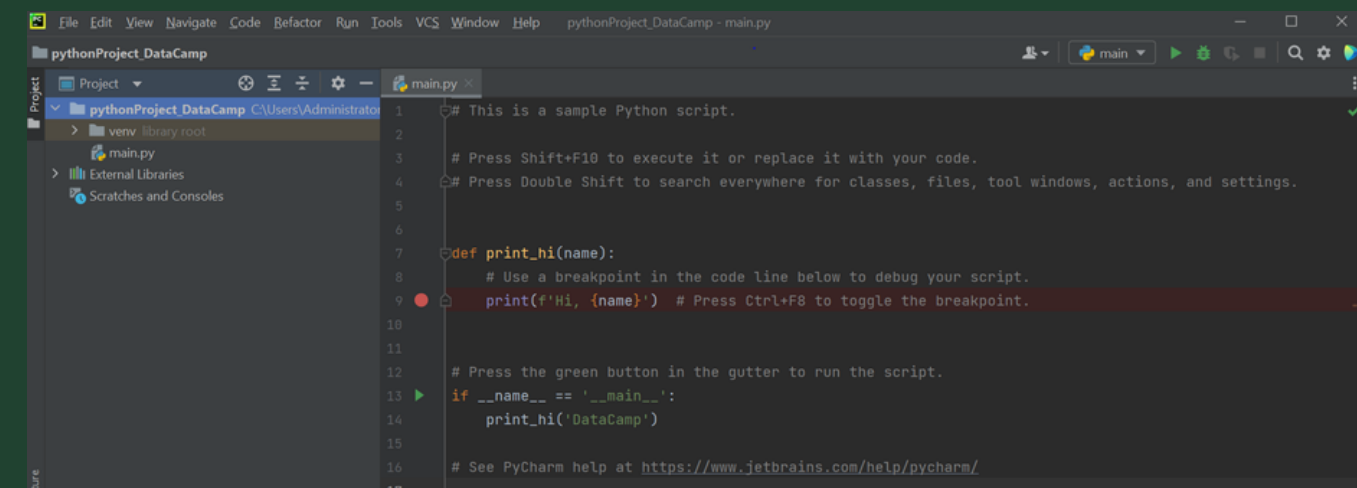 File Edit View Navigate Code Refactor Run Tools VCS Window Help pythonProject_DataCamp - main.py
pythonProject_DataCamp main
Project Project main.py
pythonProject_DataCamp C:\Users\Administrator
venv library root
main.py
External Libraries
Scratches and Consoles
1 # This is a sample Python script.
2
3 # Press Shift+F10 to execute it or replace it with your code.
4 # Press Double Shift to search everywhere for classes, files, tool windows, actions, and settings.
5
6
7 def print_hi(name):
8 # Use a breakpoint in the code line below to debug your script.
9 print(f'Hi, {name}') # Press Ctrl+F8 to toggle the breakpoint.
10
11
12 # Press the green button in the gutter to run the script.
13 if __name__ == '__main__':
14 print_hi('DataCamp')
15
16 # See PyCharm help at https://www.jetbrains.com/help/pycharm/